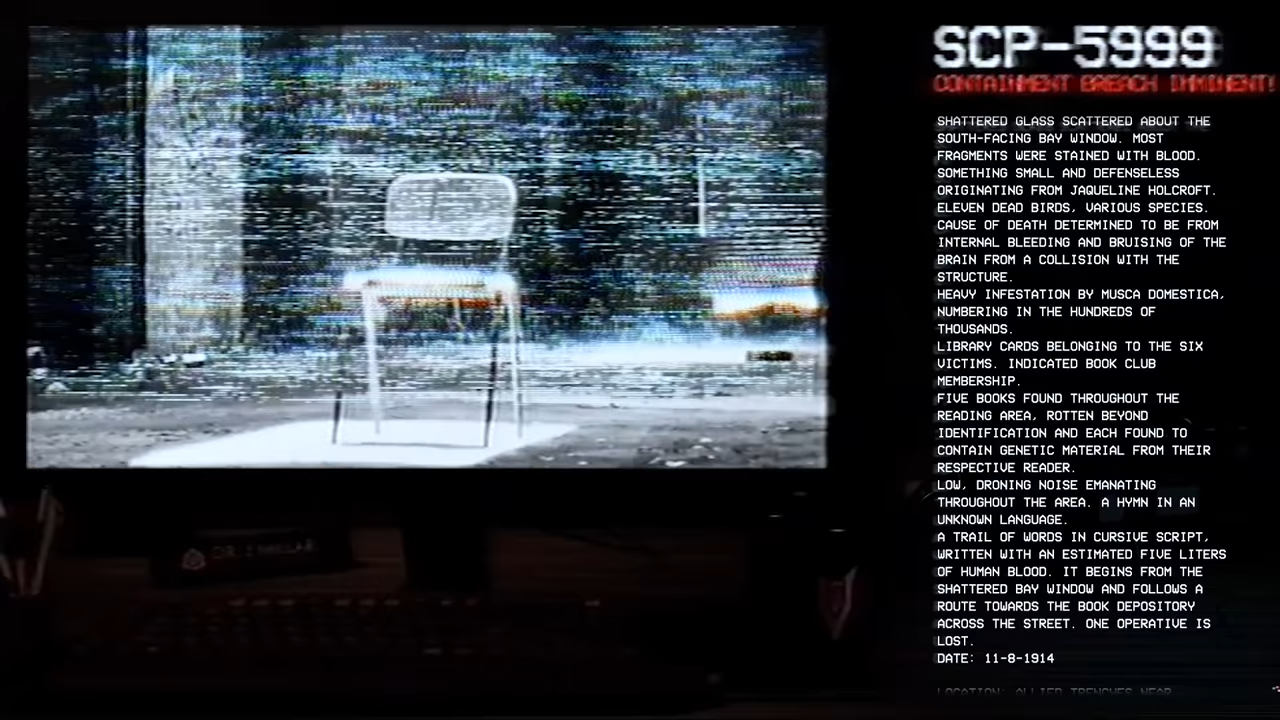 SCP-5999
CONTAINMENT BREACH IMMINENT!
SHATTERED GLASS SCATTERED ABOUT THE
SOUTH-FACING BAY WINDOW. MOST
FRAGMENTS WERE STAINED WITH BLOOD.
SOMETHING SMALL AND DEFENSELESS
ORIGINATING FROM JAQUELINE HOLCROFT.
ELEVEN DEAD BIRDS, VARIOUS SPECIES.
CAUSE OF DEATH DETERMINED TO BE FROM
INTERNAL BLEEDING AND BRUISING OF THE
BRAIN FROM A COLLISION WITH THE
STRUCTURE.
HEAVY INFESTATION BY MUSCA DOMESTICA,
NUMBERING IN THE HUNDREDS OF
THOUSANDS.
LIBRARY CARDS BELONGING TO THE SIX
VICTIMS. INDICATED BOOK CLUB
MEMBERSHIP.
FIVE BOOKS FOUND THROUGHOUT THE
READING AREA, ROTTEN BEYOND
IDENTIFICATION AND EACH FOUND TO
CONTAIN GENETIC MATERIAL FROM THEIR
RESPECTIVE READER.
LOW, DRONING NOISE EMANATING
THROUGHOUT THE AREA. A HYMN IN AN
UNKNOWN LANGUAGE.
A TRAIL OF WORDS IN CURSIVE SCRIPT,
WRITTEN WITH AN ESTIMATED FIVE LITERS
OF HUMAN BLOOD. IT BEGINS FROM THE
SHATTERED BAY WINDOW AND FOLLOWS A
ROUTE TOWARDS THE BOOK DEPOSITORY
ACROSS THE STREET. ONE OPERATIVE IS
LOST.
DATE: 11-8-1914
LOCATION: ALLIED TRENCHES NEAR